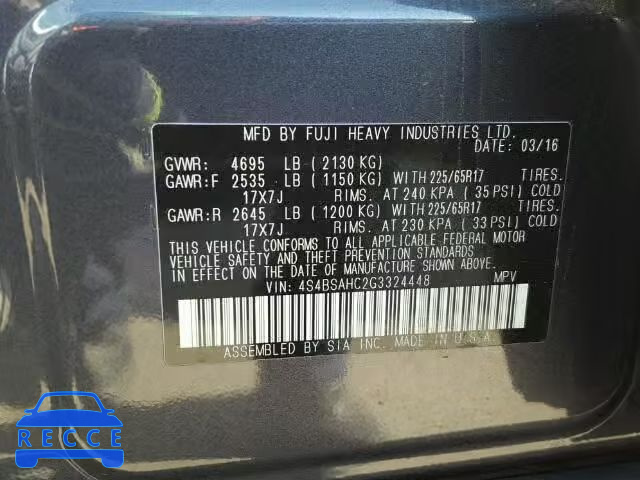 MFD BY FUJI HEAVY INDUSTRIES LTD.
DATE: 03/16
GVWR: 4695 LB (2130 KG)
GAWR:F 2535 LB (1150 KG) WITH 225/65R17 TIRES.
17X7J RIMS. AT 240 KPA (35 PSI) COLD
GAWR:R 2645 LB (1200 KG) WITH 225/65R17 TIRES.
17X7J RIMS. AT 230 KPA (33 PSI) COLD
THIS VEHICLE CONFORMS TO ALL APPLICABLE FEDERAL MOTOR
VEHICLE SAFETY AND THEFT PREVENTION STANDARDS
IN EFFECT ON THE DATE OF MANUFACTURE SHOWN ABOVE.
VIN: 4S4BSAHC2G3324448 MPV
ASSEMBLED BY SIA INC. MADE IN U.S.A.
RECCE